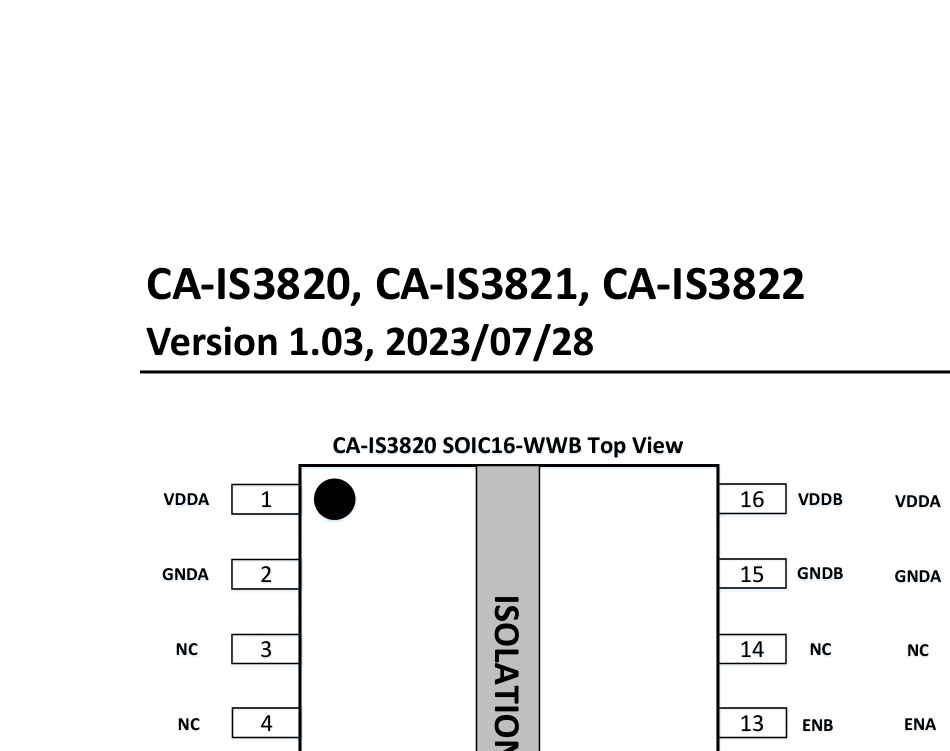 CA-IS3820, CA-IS3821, CA-IS3822
Version 1.03, 2023/07/28
CA-IS3820 SOIC16-WWB Top View
VDDA 1 16 VDDB VDDA
GNDA 2 15 GNDB GNDA
NC 3 14 NC NC
NC 4 13 ENB ENA
ISOLATION